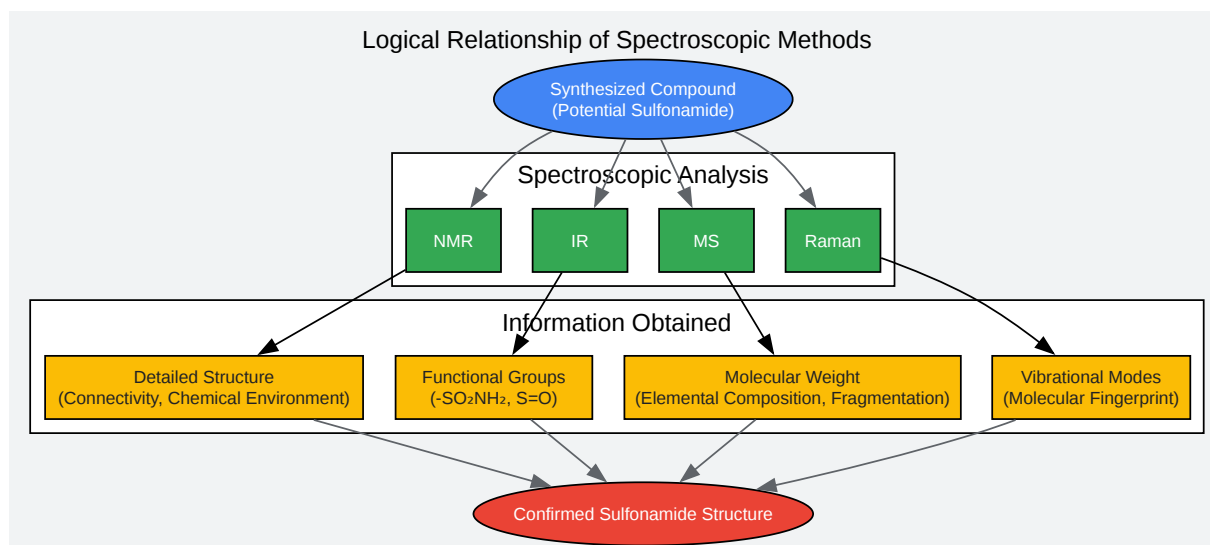 Logical Relationship of Spectroscopic Methods
Synthesized Compound
(Potential Sulfonamide)
Spectroscopic Analysis
NMR
IR
MS
Raman
Information Obtained
Detailed Structure
(Connectivity, Chemical Environment)
Functional Groups
(-SO₂NH₂, S=O)
Molecular Weight
(Elemental Composition, Fragmentation)
Vibrational Modes
(Molecular Fingerprint)
Confirmed Sulfonamide Structure